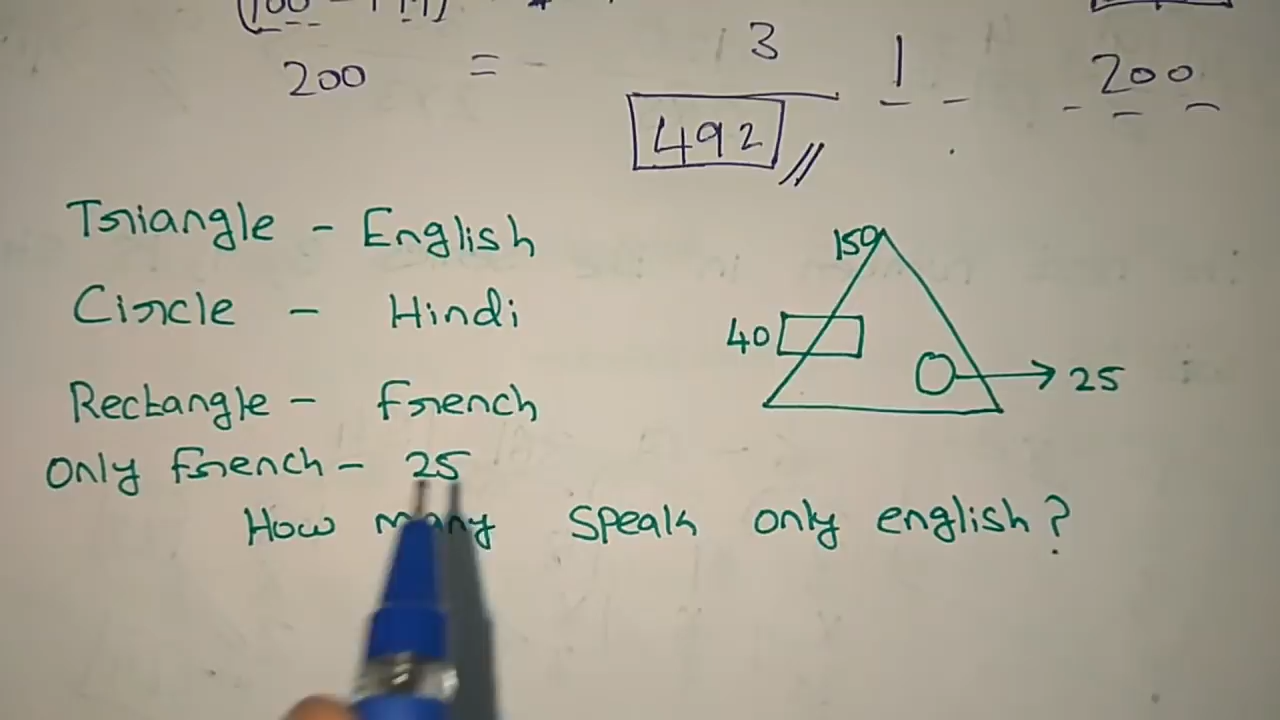 200 = 3 1 200
492
Triangle - English
Circle - Hindi
Rectangle - French
Only French - 25
How many speak only english?
150
40
25